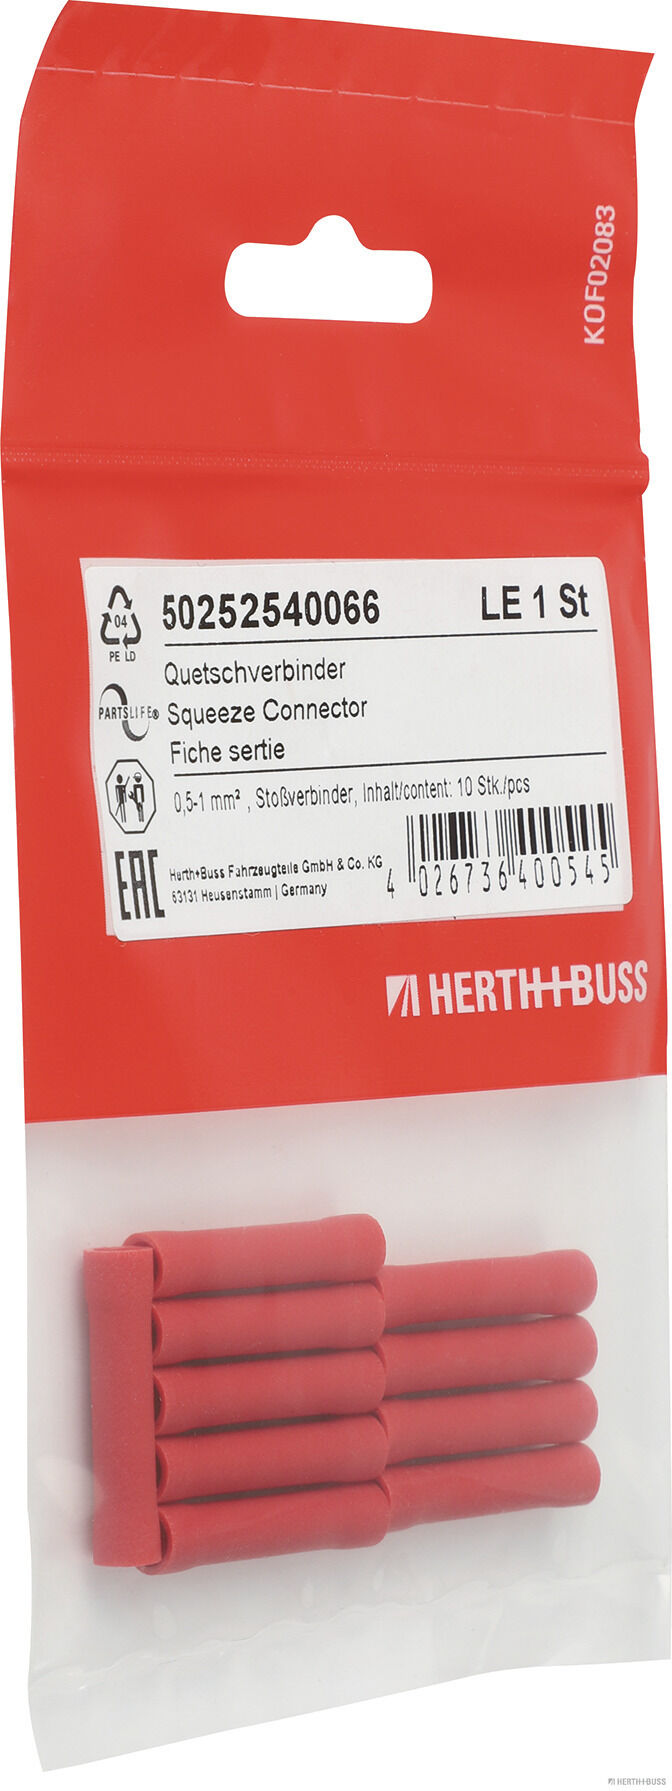 KOF02083
04
PE LD
50252540066
LE 1 St
Quetschverbinder
PARTSLIFE®
Squeeze Connector
Fiche sertie
0,5-1 mm² , Stoßverbinder, Inhalt/content: 10 Stk./pcs
EAC
Herth+Buss Fahrzeugteile GmbH & Co. KG
63131 Heusenstamm | Germany
4 026736 400545
HERTH+BUSS
HERTH+BUSS